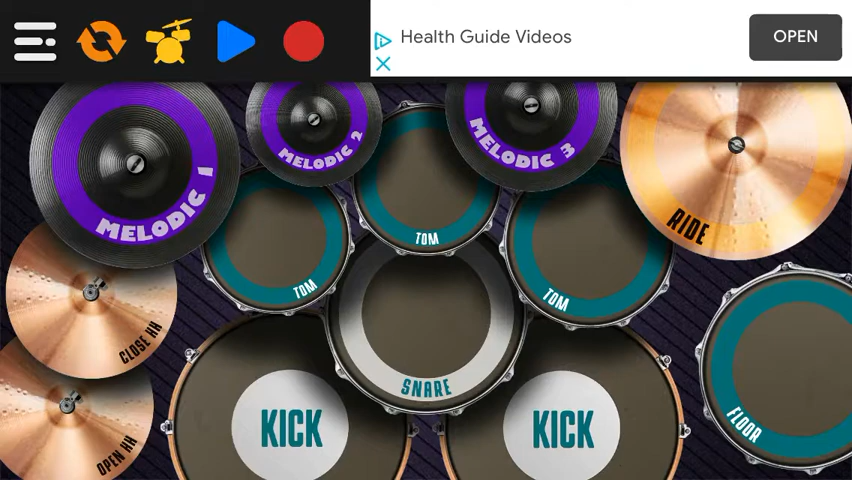 Health Guide Videos
OPEN
MELODIC 1
MELODIC 2
MELODIC 3
RIDE
TOM
TOM
TOM
CLOSE HH
SNARE
OPEN HH
KICK
KICK
FLOOR